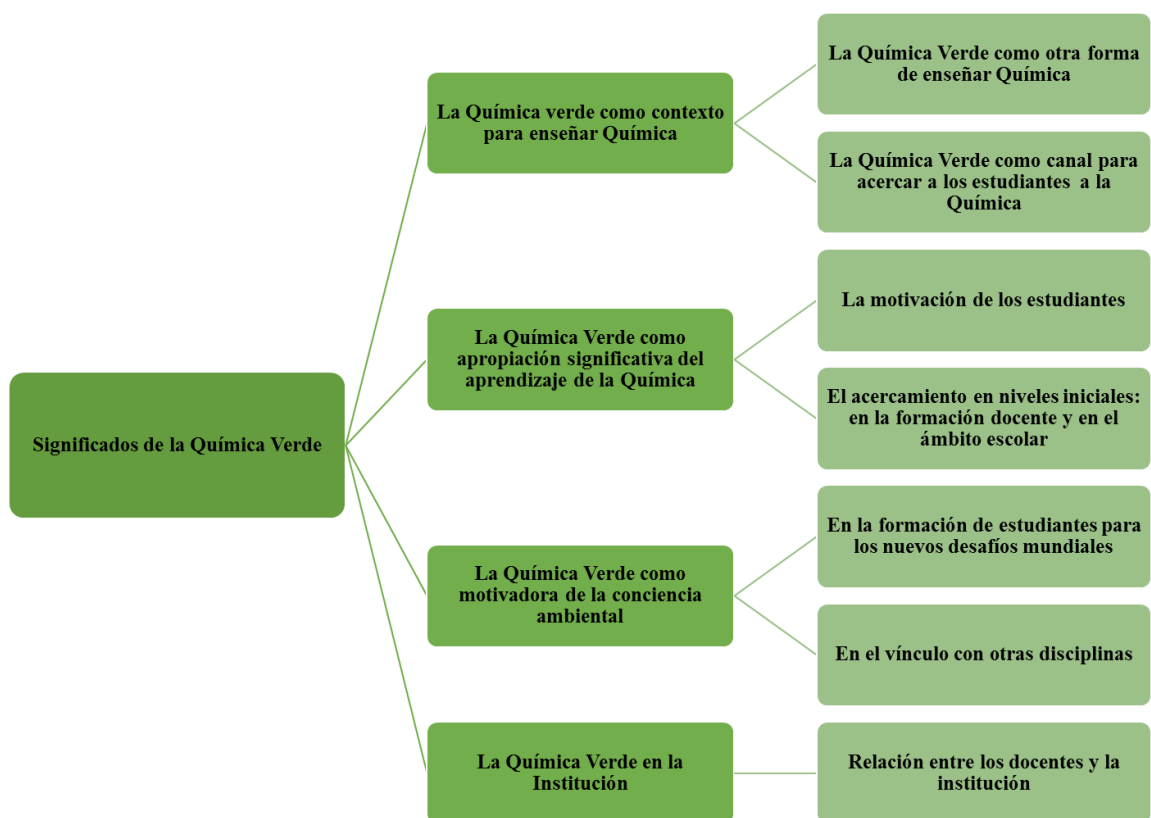 La Química Verde como otra forma
de enseñar Química
La Química verde como contexto
para enseñar Química
La Química Verde como canal para
acercar a los estudiantes a la
Química
La motivación de los estudiantes
La Química Verde como
apropiación significativa del
aprendizaje de la Química
El acercamiento en niveles iniciales:
en la formación docente y en el
ámbito escolar
Significados de la Química Verde
En la formación de estudiantes para
los nuevos desafíos mundiales
La Química Verde como
motivadora de la conciencia
ambiental
En el vínculo con otras disciplinas
La Química Verde en la
Institución
Relación entre los docentes y la
institución